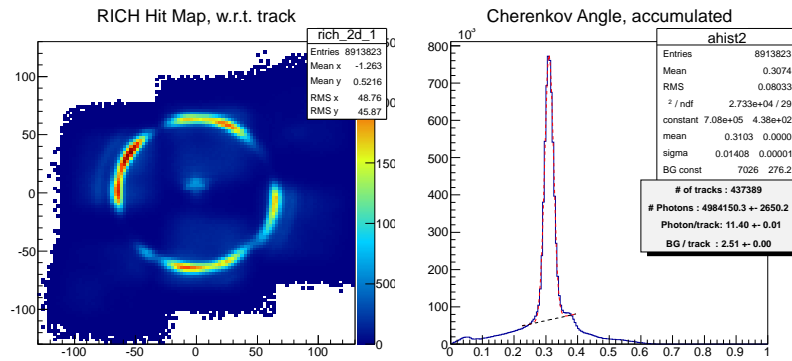 RICH Hit Map, w.r.t. track
rich_2d_1
Entries 8913823
Mean x -1.263
Mean y 0.5216
RMS x 48.76
RMS y 45.87
100
50
0
-50
-100
-100 -50 0 50 100
150
100
500
0
Cherenkov Angle, accumulated
×10³
ahist2
Entries 8913823
Mean 0.3074
RMS 0.08033
² / ndf 2.733e+04 / 29
constant 7.08e+05 4.38e+02
mean 0.3103 0.0000
sigma 0.01408 0.00001
BG const 7026 276.2
# of tracks : 437389
# Photons : 4984150.3 +- 2650.2
Photon/track: 11.40 +- 0.01
BG / track : 2.51 +- 0.00
800
700
600
500
400
300
200
100
0
0 0.1 0.2 0.3 0.4 0.5 0.6 0.7 0.8 0.9 1